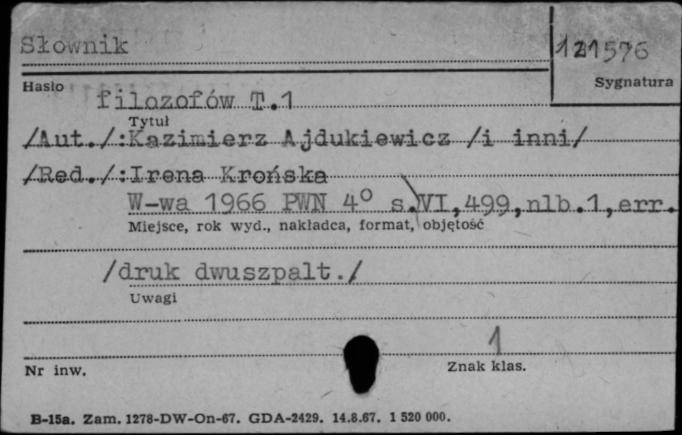 Słownik
121576
Hasło
Sygnatura
filozofów T.1
Tytuł
/Aut./:Kazimierz Ajdukiewicz /i inni/
/Red./:Irena Krońska
W-wa 1966 PWN 4° s.VI,499,nlb.1,err.
Miejsce, rok wyd., nakładca, format, objętość
/druk dwuszpalt./
Uwagi
1
Nr inw.
Znak klas.
B-15a. Zam. 1278-DW-On-67. GDA-2429. 14.8.67. 1 520 000.